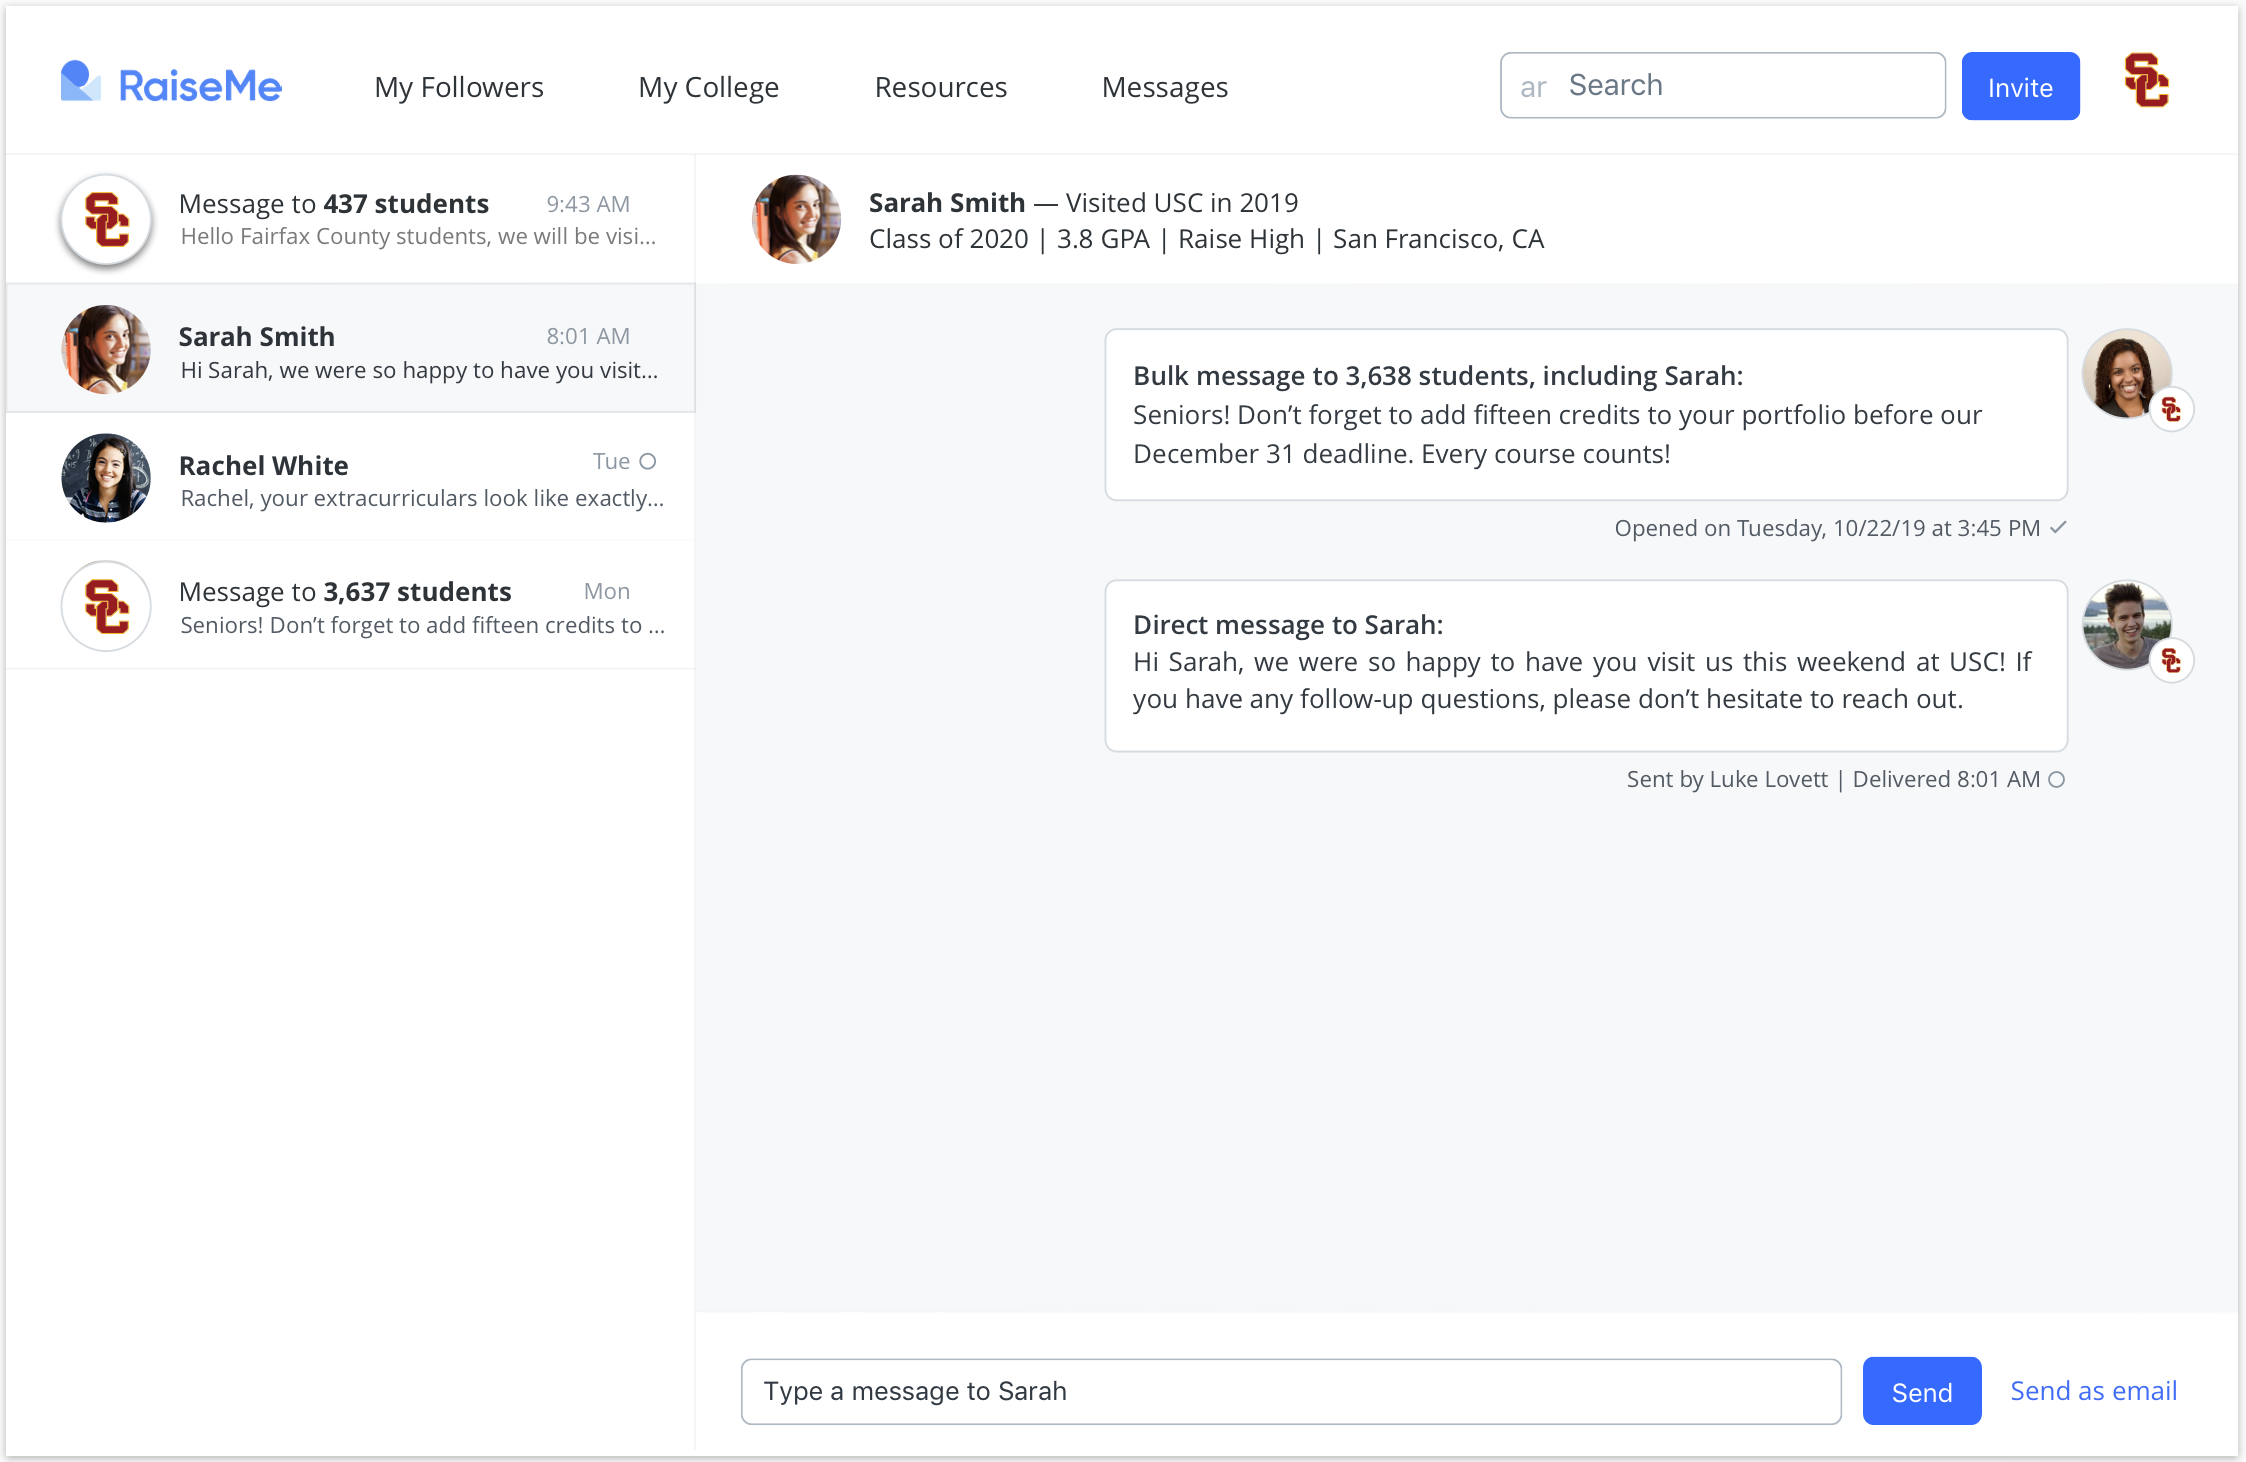 RaiseMe
My Followers
My College
Resources
Messages
ar Search
Invite
SC
SC
Message to 437 students 9:43 AM
Hello Fairfax County students, we will be visi...
Sarah Smith 8:01 AM
Hi Sarah, we were so happy to have you visit...
Rachel White Tue
Rachel, your extracurriculars look like exactly...
SC
Message to 3,637 students Mon
Seniors! Don’t forget to add fifteen credits to ...
Sarah Smith — Visited USC in 2019
Class of 2020 | 3.8 GPA | Raise High | San Francisco, CA
Bulk message to 3,638 students, including Sarah:
Seniors! Don’t forget to add fifteen credits to your portfolio before our
December 31 deadline. Every course counts!
SC
Opened on Tuesday, 10/22/19 at 3:45 PM
Direct message to Sarah:
Hi Sarah, we were so happy to have you visit us this weekend at USC! If
you have any follow-up questions, please don’t hesitate to reach out.
SC
Sent by Luke Lovett | Delivered 8:01 AM
Type a message to Sarah
Send
Send as email